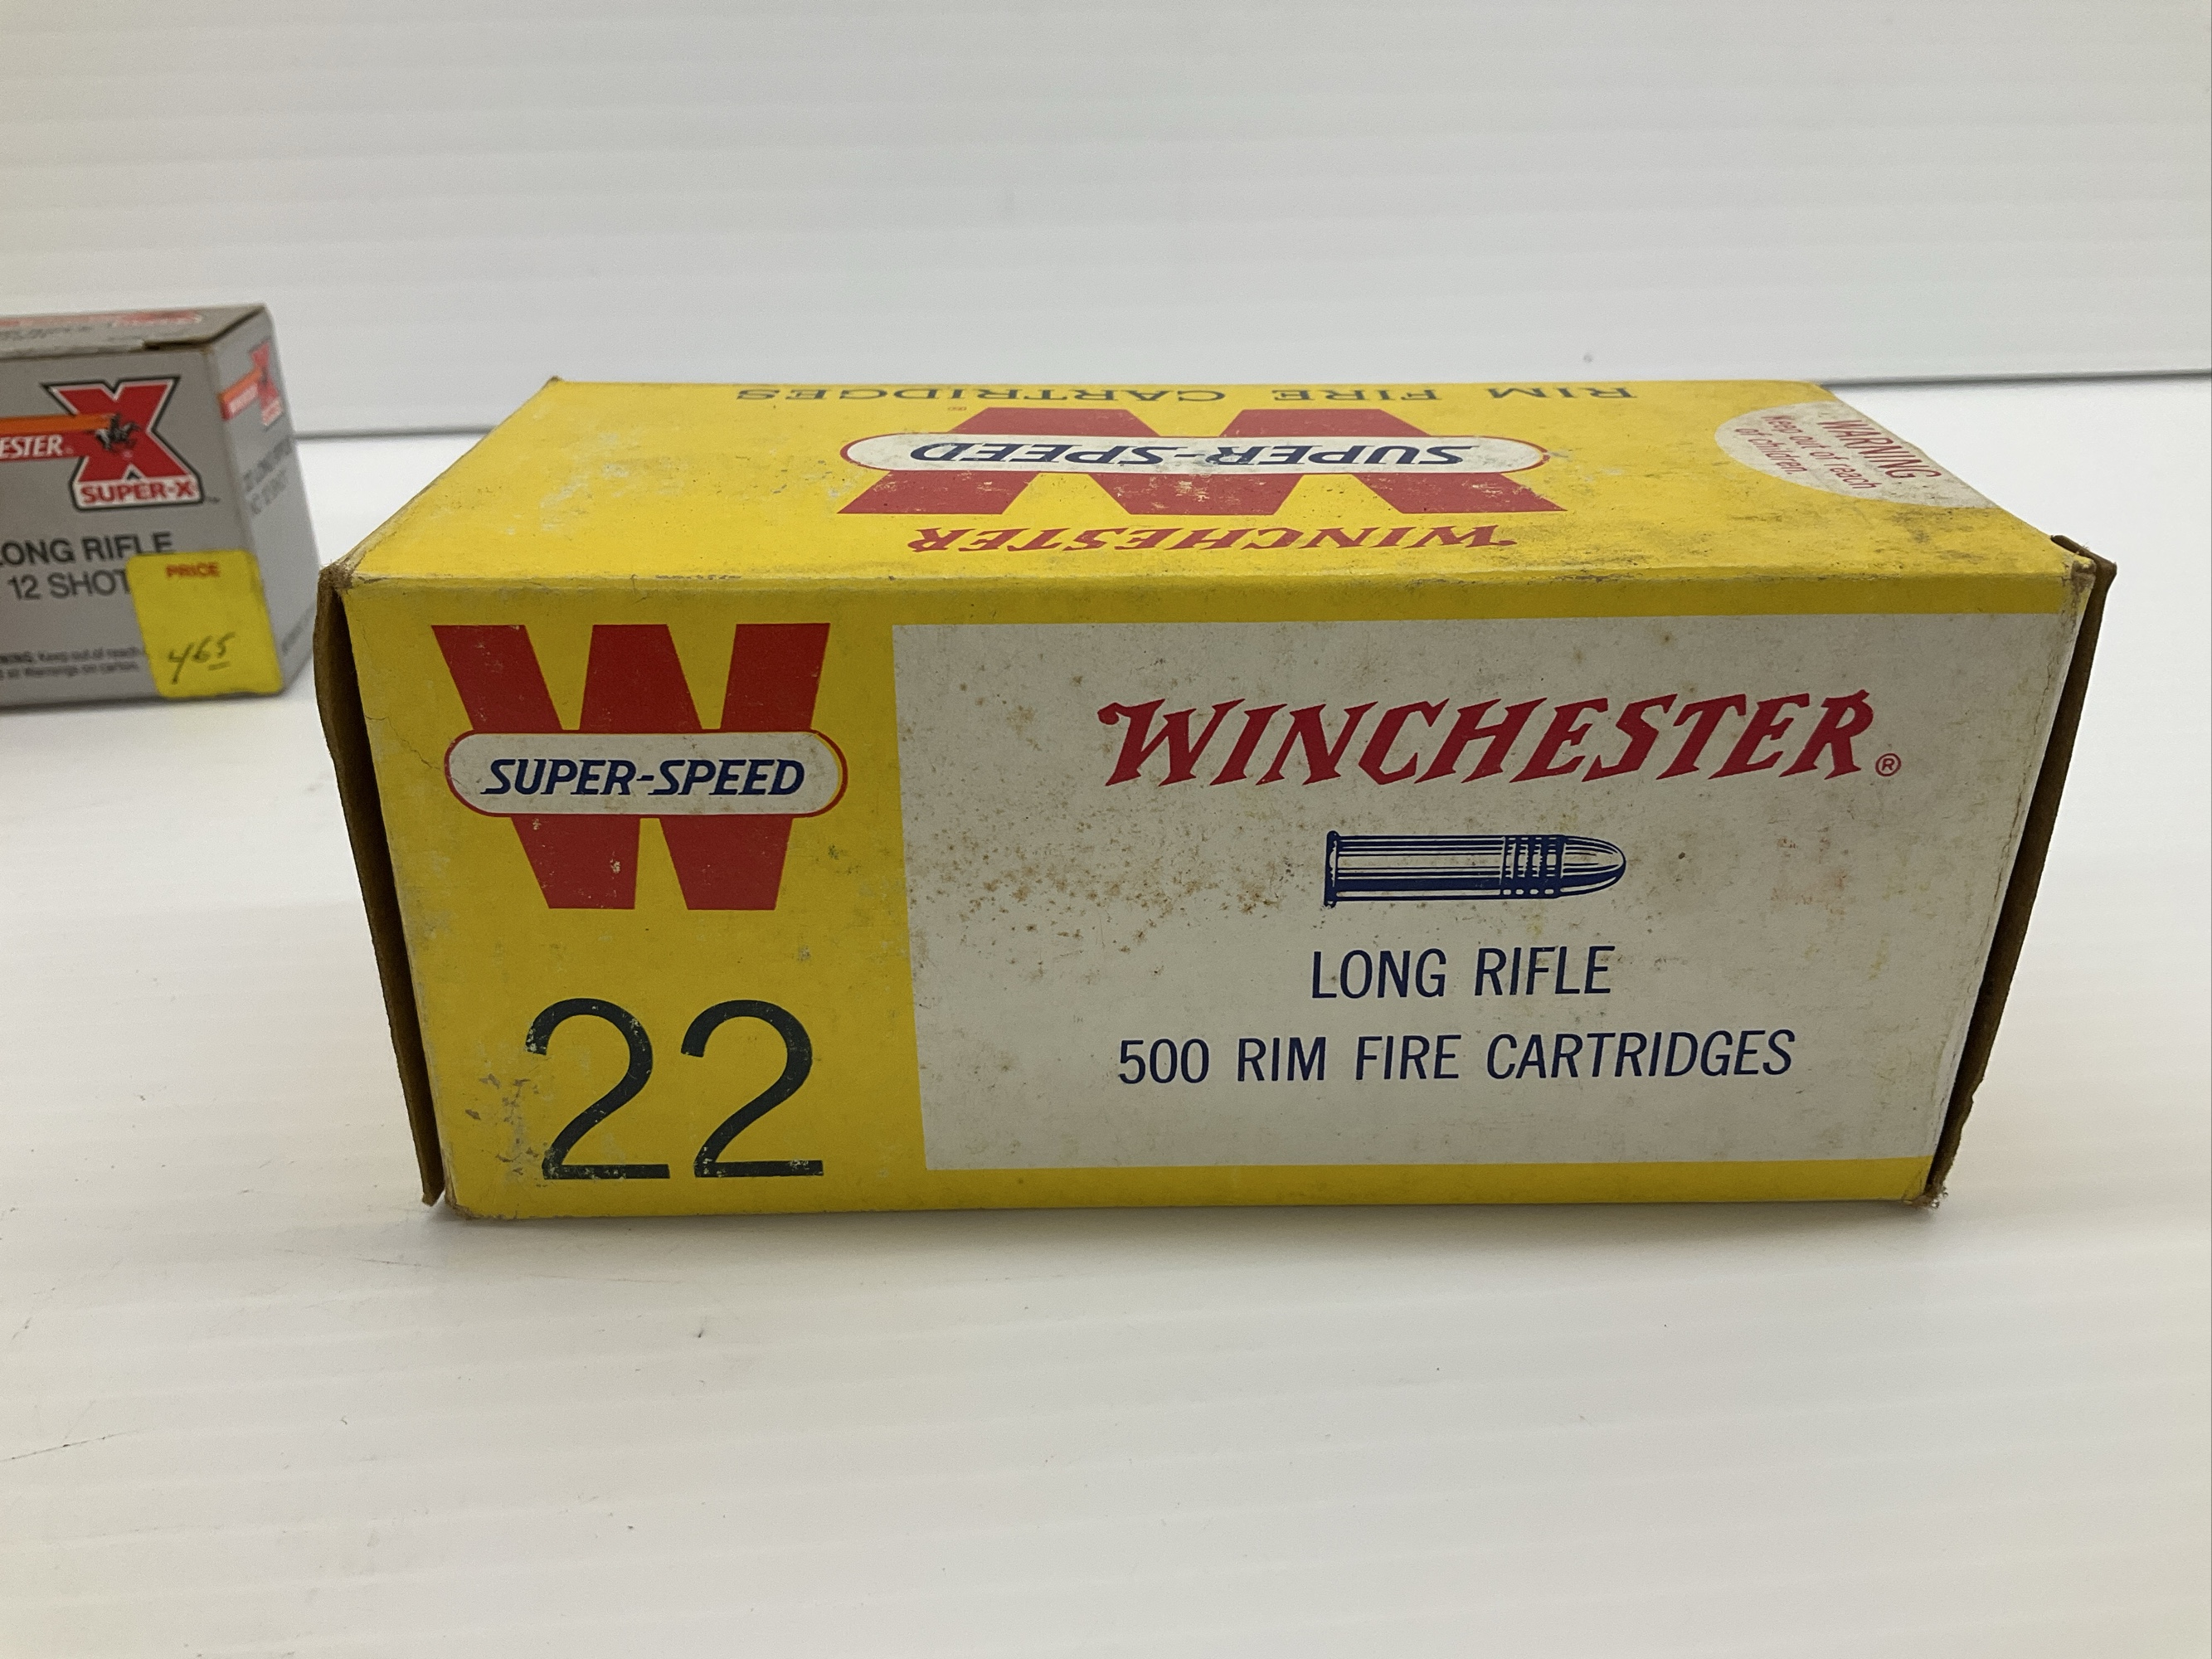 RIM FIRE CARTRIDGES
W
SUPER-SPEED
WINCHESTER
WARNING
Keep out of reach
of children
W
SUPER-SPEED
22
WINCHESTER®
LONG RIFLE
500 RIM FIRE CARTRIDGES
X
ESTER
SUPER-X
LONG RIFLE
12 SHOT
PRICE
465